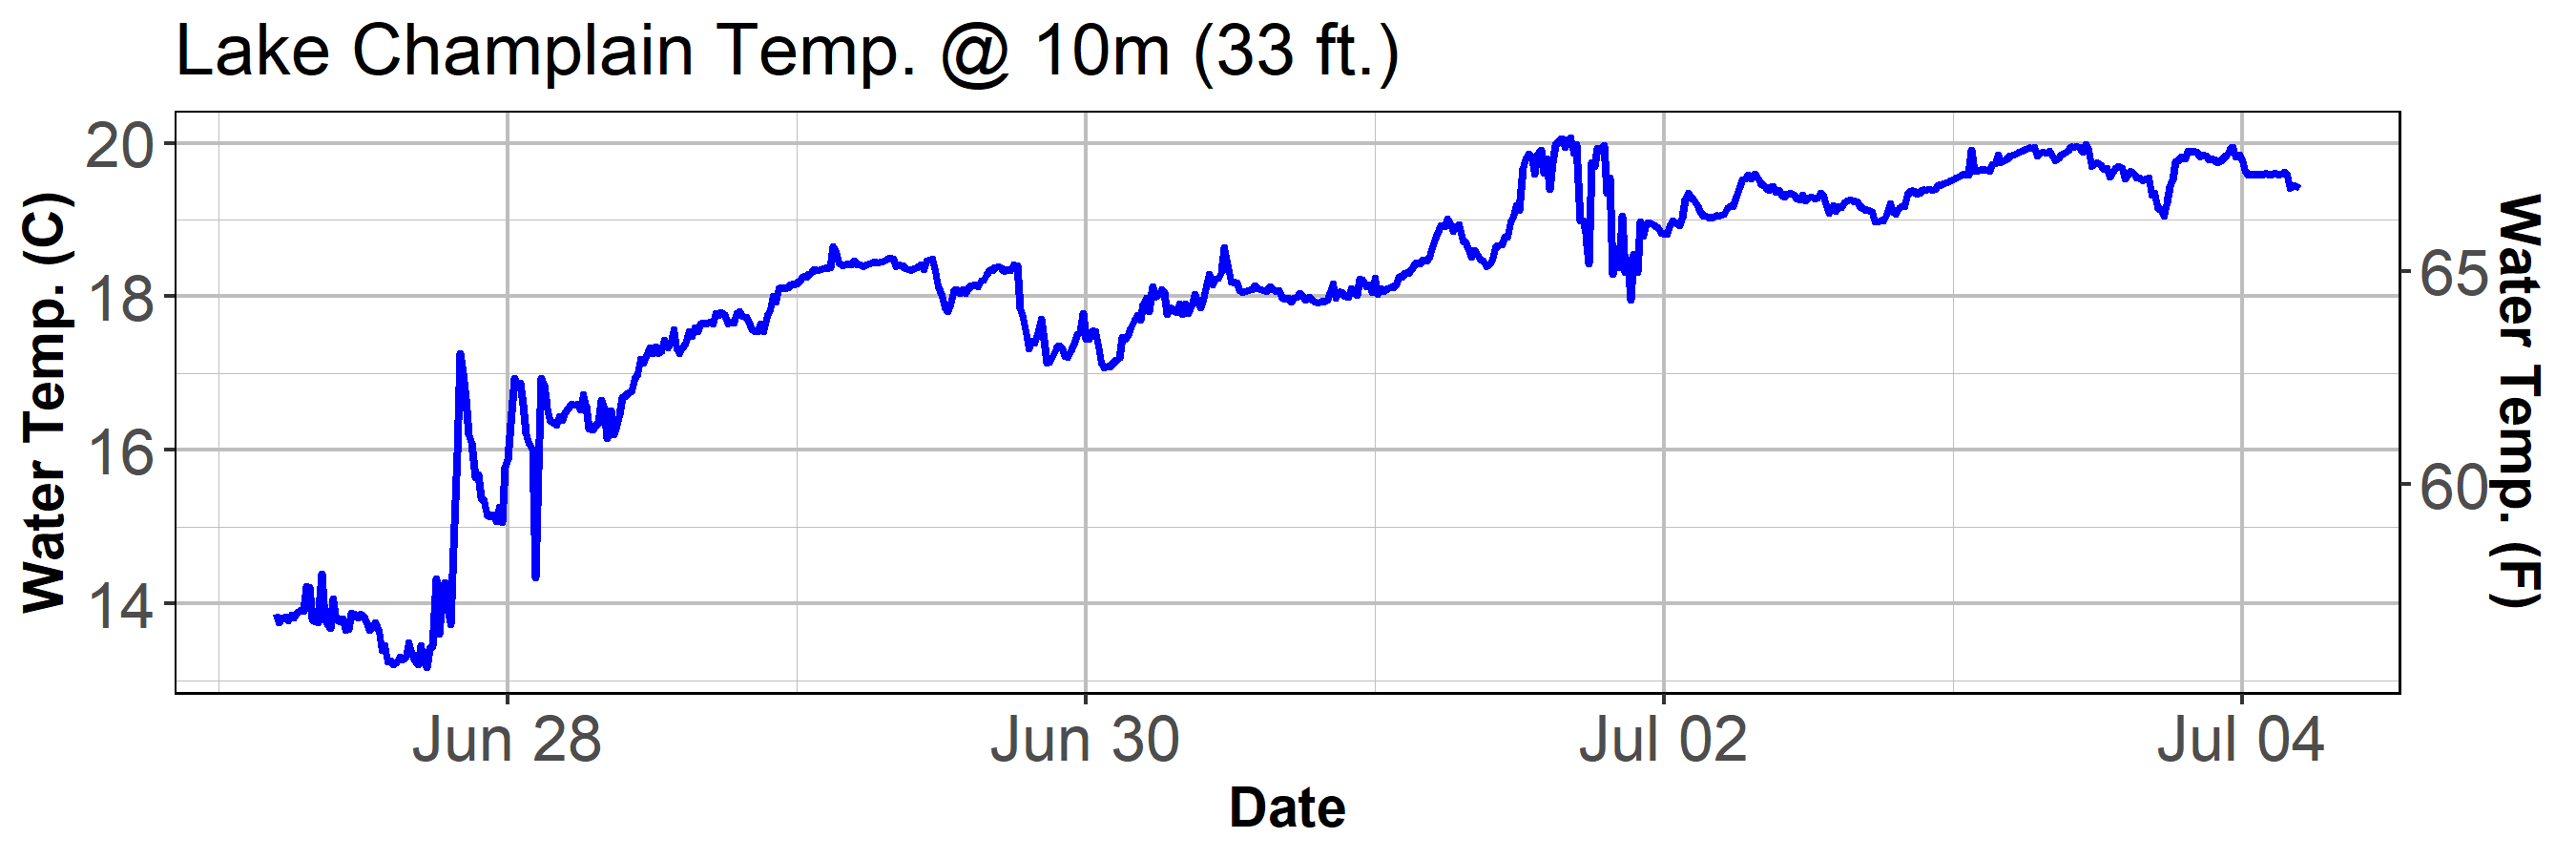 Lake Champlain Temp. @ 10m (33 ft.)
Water Temp. (C)
20
18
16
14
65
60
Water Temp. (F)
Jun 28
Jun 30
Jul 02
Jul 04
Date